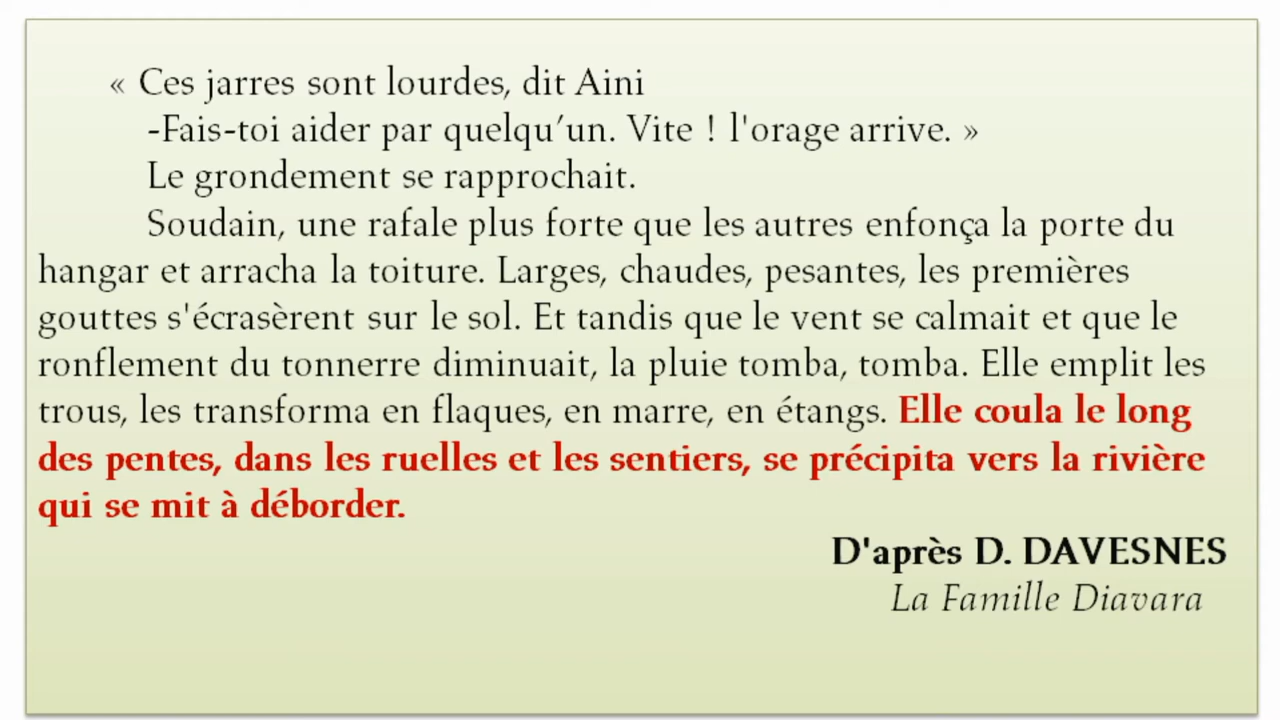 « Ces jarres sont lourdes, dit Aini
-Fais-toi aider par quelqu’un. Vite ! l'orage arrive. »
Le grondement se rapprochait.
Soudain, une rafale plus forte que les autres enfonça la porte du
hangar et arracha la toiture. Larges, chaudes, pesantes, les premières
gouttes s'écrasèrent sur le sol. Et tandis que le vent se calmait et que le
ronflement du tonnerre diminuait, la pluie tomba, tomba. Elle emplit les
trous, les transforma en flaques, en marre, en étangs. Elle coula le long
des pentes, dans les ruelles et les sentiers, se précipita vers la rivière
qui se mit à déborder.
D'après D. DAVESNES
La Famille Diavara